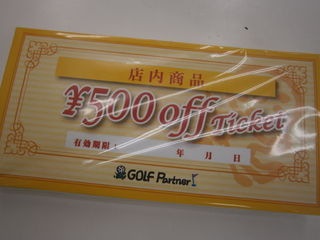 店内商品
¥500 off Ticket
有効期限： 年 月 日
GOLF Partner